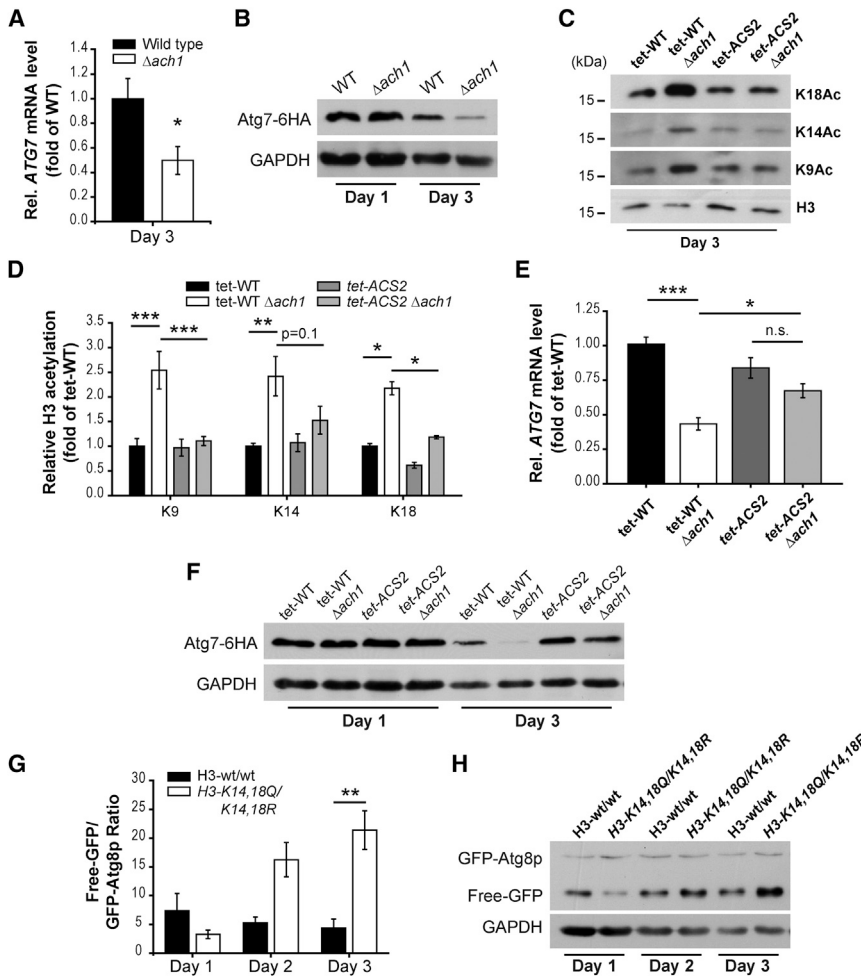 A
Wild type
Δach1
Rel. ATG7 mRNA level
(fold of WT)
1.4
1.2
1.0
0.8
0.6
0.4
0.2
0.0
*
Day 3
B
WT
Δach1
WT
Δach1
Atg7-6HA
GAPDH
Day 1
Day 3
C
tet-WT
tet-WT
Δach1
tet-ACS2
tet-ACS2
Δach1
(kDa)
15
K18Ac
15
K14Ac
15
K9Ac
15
H3
Day 3
D
tet-WT
tet-ACS2
tet-WT Δach1
tet-ACS2 Δach1
Relative H3 acetylation
(fold of tet-WT)
3.5
3.0
2.5
2.0
1.5
1.0
0.5
0.0
***
***
**
p=0.1
*
*
K9
K14
K18
E
Rel. ATG7 mRNA level
(fold of tet-WT)
1.25
1.00
0.75
0.50
0.25
0.00
***
*
n.s.
tet-WT
tet-WT
Δach1
tet-ACS2
tet-ACS2
Δach1
F
tet-WT
tet-WT
Δach1
tet-ACS2
tet-ACS2
Δach1
tet-WT
tet-WT
Δach1
tet-ACS2
tet-ACS2
Δach1
Atg7-6HA
GAPDH
Day 1
Day 3
G
H3-wt/wt
H3-K14,18Q/
K14,18R
Free-GFP/
GFP-Atg8p Ratio
30
25
20
15
10
5
0
**
Day 1
Day 2
Day 3
H
H3-wt/wt
H3-K14,18Q/K14,18R
H3-wt/wt
H3-K14,18Q/K14,18R
H3-wt/wt
H3-K14,18Q/K14,18R
GFP-Atg8p
Free-GFP
GAPDH
Day 1
Day 2
Day 3